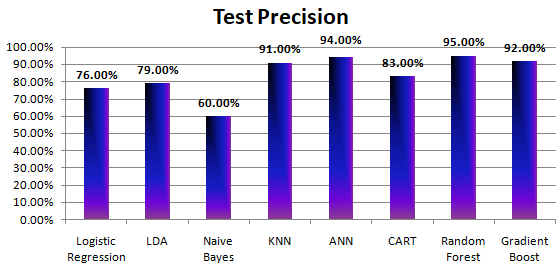 Test Precision
100.00%
90.00%
80.00%
70.00%
60.00%
50.00%
40.00%
30.00%
20.00%
10.00%
0.00%
76.00%
79.00%
60.00%
91.00%
94.00%
83.00%
95.00%
92.00%
Logistic
Regression
LDA
Naive
Bayes
KNN
ANN
CART
Random
Forest
Gradient
Boost